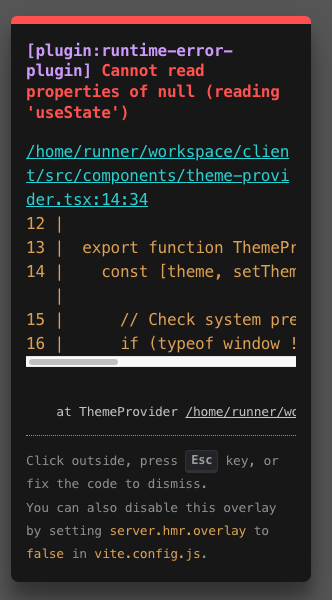 [plugin:runtime-error-
plugin] Cannot read
properties of null (reading
'useState')
/home/runner/workspace/clien
t/src/components/theme-provi
der.tsx:14:34
12 |
13 |  export function ThemePr
14 |    const [theme, setThem
|
15 |      // Check system pre
16 |      if (typeof window !
at ThemeProvider /home/runner/wo
Click outside, press Esc key, or
fix the code to dismiss.
You can also disable this overlay
by setting server.hmr.overlay to
false in vite.config.js.